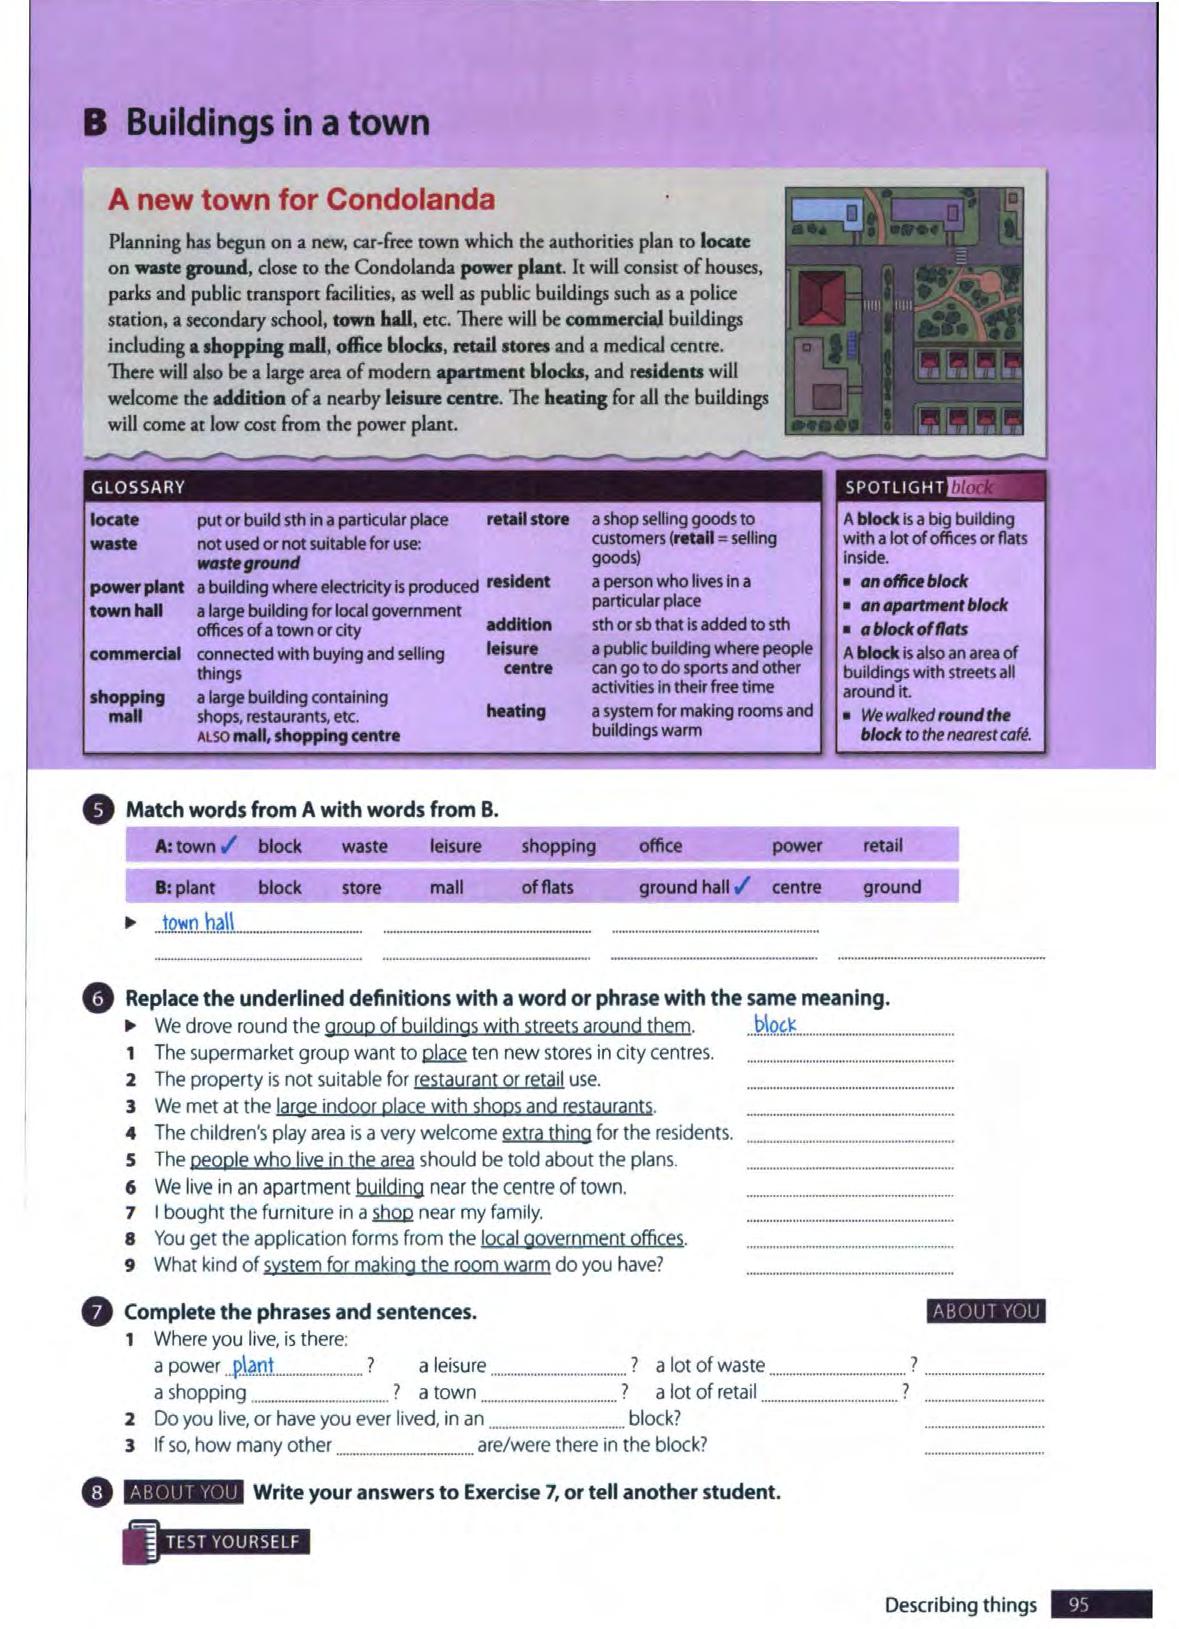 B Buildings in a town
A new town for Condolanda
Planning has begun on a new, car-free town which the authorities plan to locate
on waste ground, close to the Condolanda power plant. It will consist of houses,
parks and public transport facilities, as well as public buildings such as a police
station, a secondary school, town hall, etc. There will be commercial buildings
including a shopping mall, office blocks, retail stores and a medical centre.
There will also be a large area of modern apartment blocks, and residents will
welcome the addition of a nearby leisure centre. The heating for all the buildings
will come at low cost from the power plant.
GLOSSARY
locate put or build sth in a particular place
waste not used or not suitable for use:
waste ground
power plant a building where electricity is produced
town hall a large building for local government
offices of a town or city
commercial connected with buying and selling
things
shopping a large building containing
mall shops, restaurants, etc.
ALSO mall, shopping centre
retail store a shop selling goods to
customers (retail = selling
goods)
resident a person who lives in a
particular place
addition sth or sb that is added to sth
leisure a public building where people
centre can go to do sports and other
activities in their free time
heating a system for making rooms and
buildings warm
SPOTLIGHT block
A block is a big building
with a lot of offices or flats
inside.
▪ an office block
▪ an apartment block
▪ a block of flats
A block is also an area of
buildings with streets all
around it.
▪ We walked round the
block to the nearest café.
5 Match words from A with words from B.
A: town ✓ block waste leisure shopping office power retail
B: plant block store mall of flats ground hall ✓ centre ground
▶ town hall
6 Replace the underlined definitions with a word or phrase with the same meaning.
▶ We drove round the group of buildings with streets around them. block
1 The supermarket group want to place ten new stores in city centres.
2 The property is not suitable for restaurant or retail use.
3 We met at the large indoor place with shops and restaurants.
4 The children's play area is a very welcome extra thing for the residents.
5 The people who live in the area should be told about the plans.
6 We live in an apartment building near the centre of town.
7 I bought the furniture in a shop near my family.
8 You get the application forms from the local government offices.
9 What kind of system for making the room warm do you have?
7 Complete the phrases and sentences. ABOUT YOU
1 Where you live, is there:
a power plant ? a leisure ? a lot of waste ?
a shopping ? a town ? a lot of retail ?
2 Do you live, or have you ever lived, in an block?
3 If so, how many other are/were there in the block?
8 ABOUT YOU Write your answers to Exercise 7, or tell another student.
TEST YOURSELF
Describing things 95